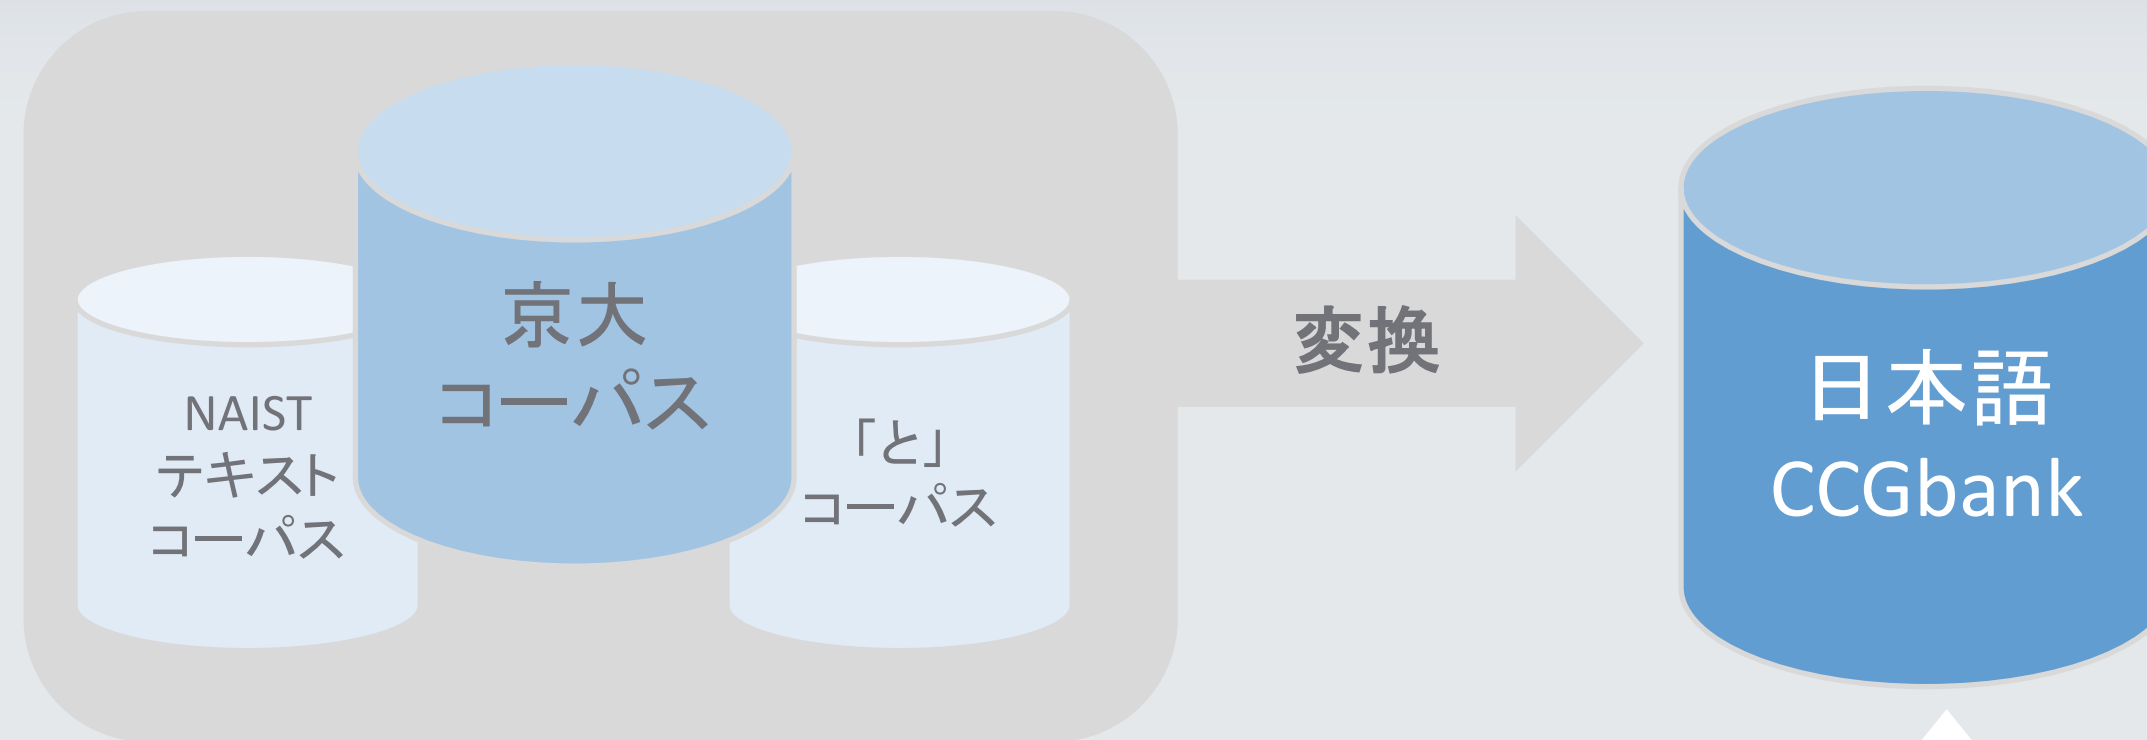 NAIST
テキスト
コーパス
京大
コーパス
「と」
コーパス
変換
日本語
CCGbank